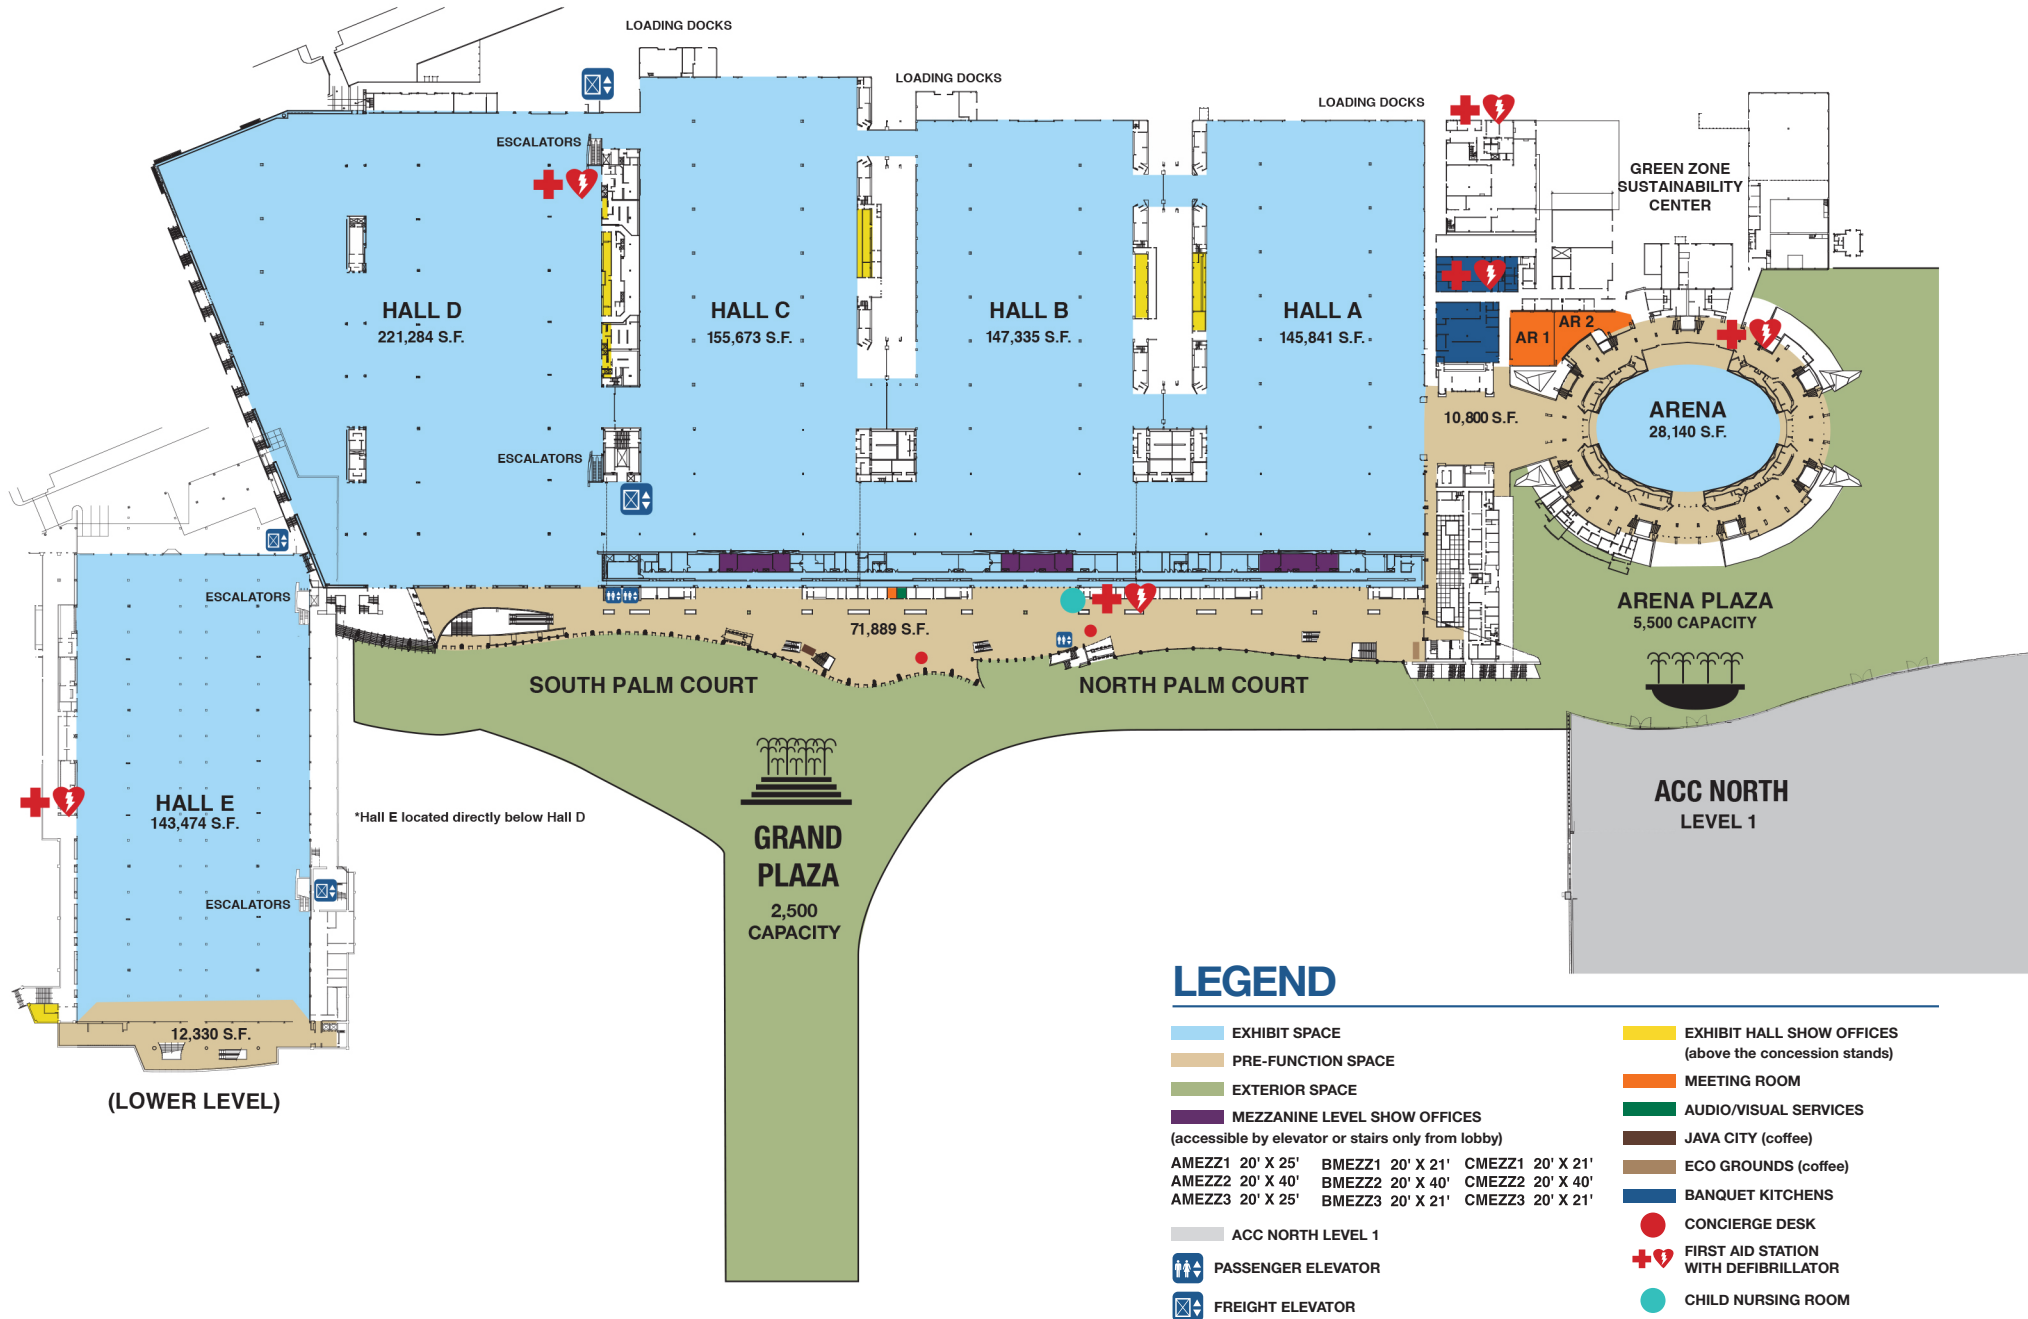 LOADING DOCKS
LOADING DOCKS
LOADING DOCKS
ESCALATORS
GREEN ZONE
SUSTAINABILITY
CENTER
HALL D
221,284 S.F.
HALL C
155,673 S.F.
HALL B
147,335 S.F.
HALL A
145,841 S.F.
AR 1
AR 2
10,800 S.F.
ARENA
28,140 S.F.
ESCALATORS
ESCALATORS
71,889 S.F.
ARENA PLAZA
5,500 CAPACITY
SOUTH PALM COURT
NORTH PALM COURT
HALL E
143,474 S.F.
*Hall E located directly below Hall D
GRAND
PLAZA
2,500
CAPACITY
ACC NORTH
LEVEL 1
ESCALATORS
12,330 S.F.
(LOWER LEVEL)
LEGEND
EXHIBIT SPACE
PRE-FUNCTION SPACE
EXTERIOR SPACE
MEZZANINE LEVEL SHOW OFFICES
(accessible by elevator or stairs only from lobby)
AMEZZ1 20' X 25' BMEZZ1 20' X 21' CMEZZ1 20' X 21'
AMEZZ2 20' X 40' BMEZZ2 20' X 40' CMEZZ2 20' X 40'
AMEZZ3 20' X 25' BMEZZ3 20' X 21' CMEZZ3 20' X 21'
ACC NORTH LEVEL 1
PASSENGER ELEVATOR
FREIGHT ELEVATOR
EXHIBIT HALL SHOW OFFICES
(above the concession stands)
MEETING ROOM
AUDIO/VISUAL SERVICES
JAVA CITY (coffee)
ECO GROUNDS (coffee)
BANQUET KITCHENS
CONCIERGE DESK
FIRST AID STATION
WITH DEFIBRILLATOR
CHILD NURSING ROOM